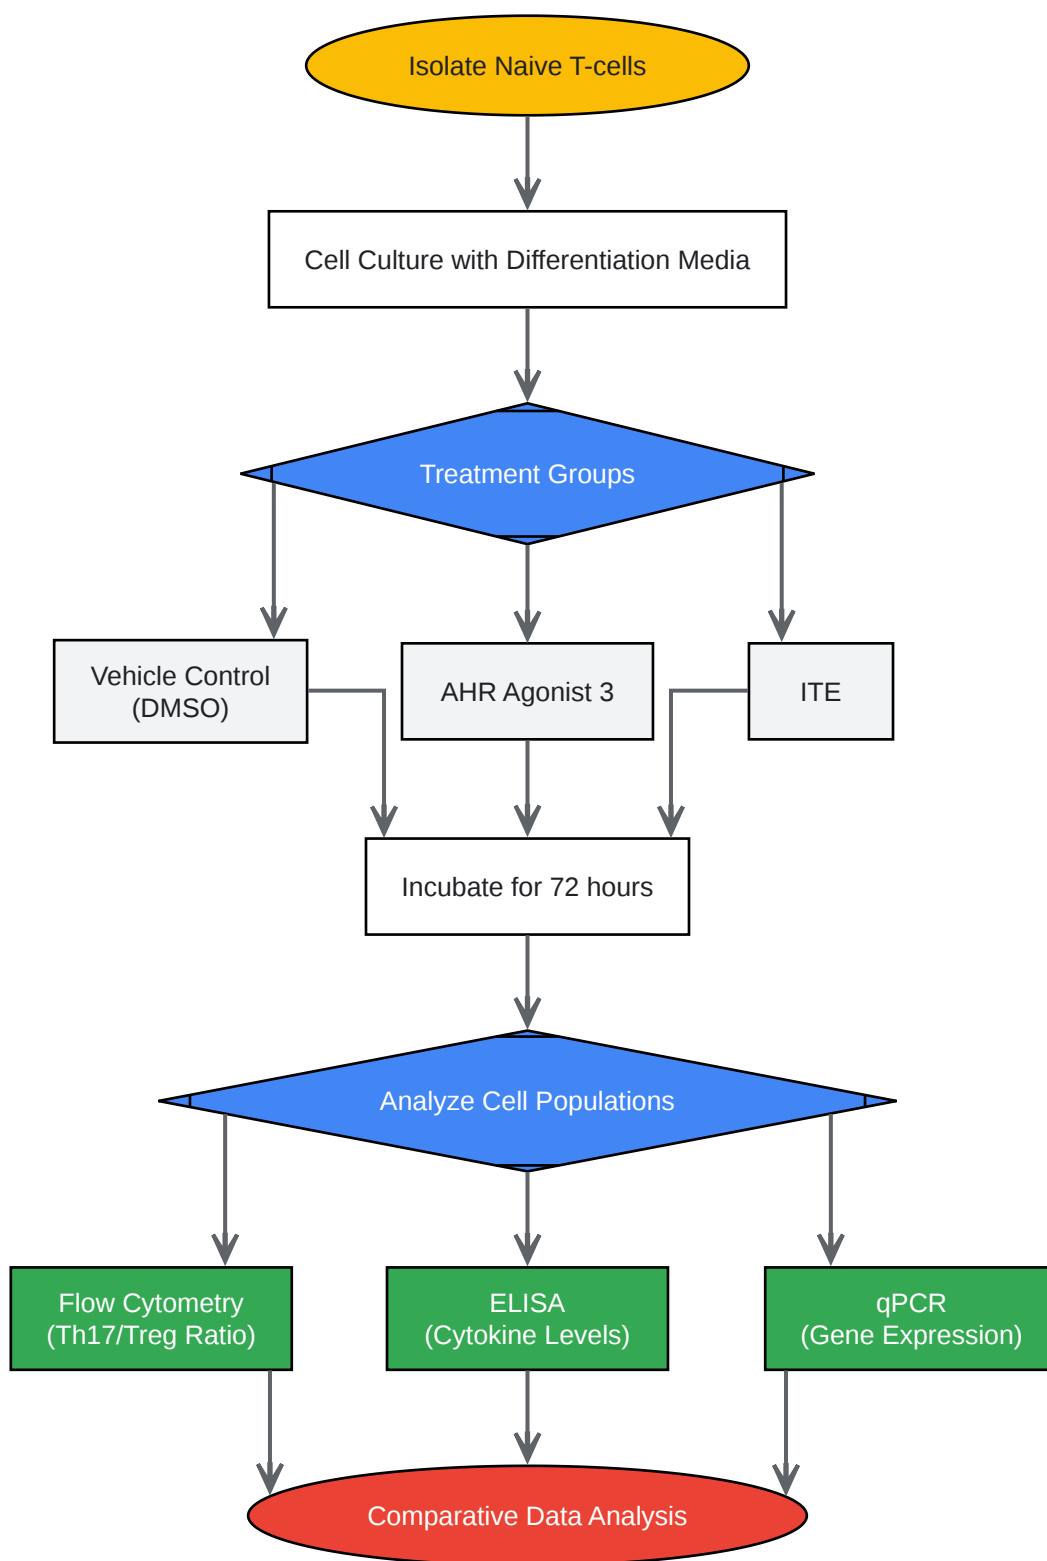 Isolate Naive T-cells
Cell Culture with Differentiation Media
Treatment Groups
Vehicle Control
(DMSO)
AHR Agonist 3
ITE
Incubate for 72 hours
Analyze Cell Populations
Flow Cytometry
(Th17/Treg Ratio)
ELISA
(Cytokine Levels)
qPCR
(Gene Expression)
Comparative Data Analysis